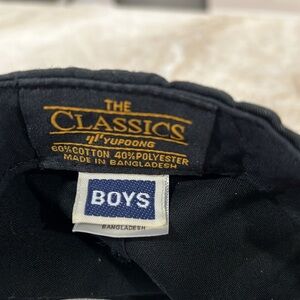 THE
CLASSICS
YUPOONG
60%COTTON 40%POLYESTER
MADE IN BANGLADESH
BOYS
BANGLADESH